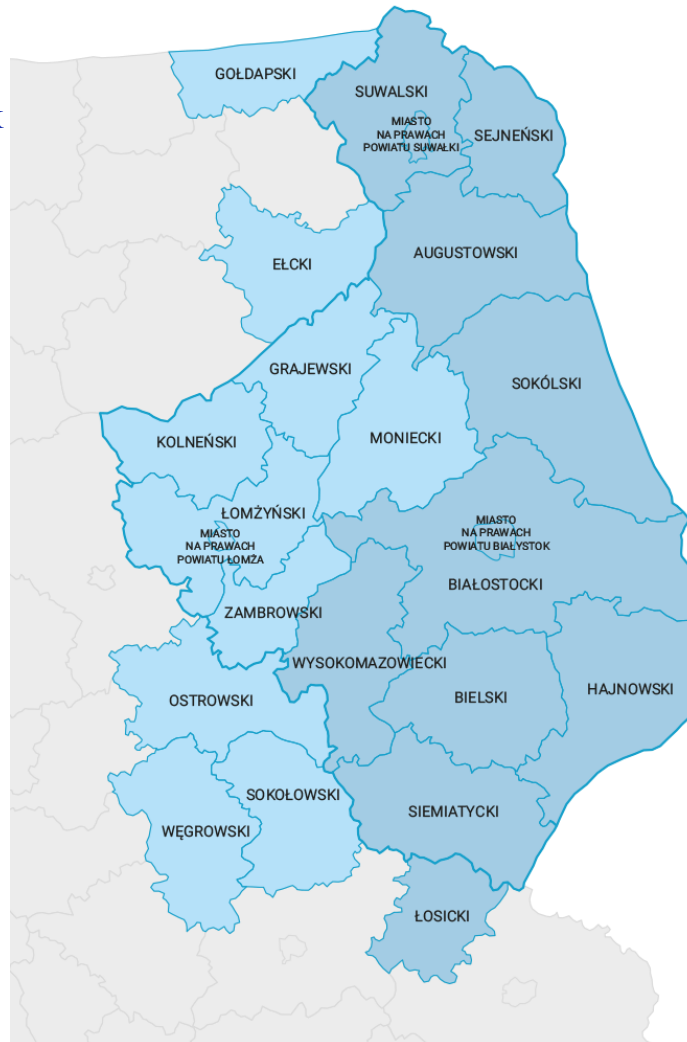 GOŁDAPSKI
SUWALSKI
MIASTO
NA PRAWACH
POWIATU SUWAŁKI
SEJNEŃSKI
AUGUSTOWSKI
EŁCKI
GRAJEWSKI
SOKÓLSKI
KOLNEŃSKI
MONIECKI
ŁOMŻYŃSKI
MIASTO
NA PRAWACH
POWIATU ŁOMŻA
MIASTO
NA PRAWACH
POWIATU BIAŁYSTOK
BIAŁOSTOCKI
ZAMBROWSKI
WYSOKOMAZOWIECKI
HAJNOWSKI
BIELSKI
OSTROWSKI
SOKOŁOWSKI
SIEMIATYCKI
WĘGROWSKI
ŁOSICKI